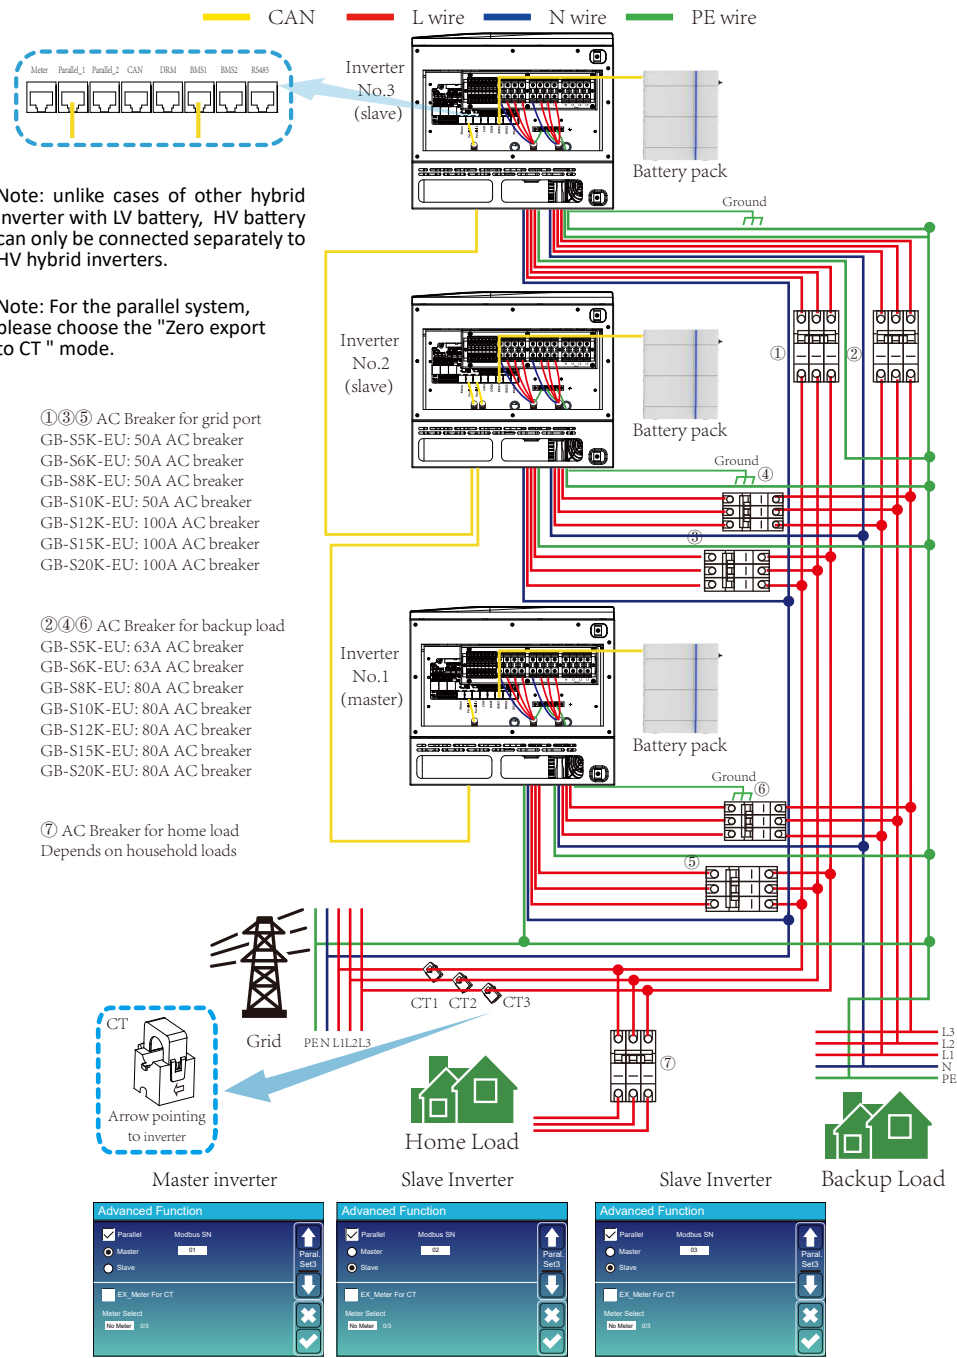 CAN L wire N wire PE wire
Meter Parallel_1 Parallel_2 CAN DRM BMS1 BMS2 RS485
Inverter
No.3
(slave)
Battery pack
Note: unlike cases of other hybrid
inverter with LV battery, HV battery
can only be connected separately to
HV hybrid inverters.
Ground
Note: For the parallel system,
please choose the "Zero export
to CT " mode.
Inverter
No.2
(slave)
Battery pack
① ②
①③⑤ AC Breaker for grid port
GB-S5K-EU: 50A AC breaker
GB-S6K-EU: 50A AC breaker
GB-S8K-EU: 50A AC breaker
GB-S10K-EU: 50A AC breaker
GB-S12K-EU: 100A AC breaker
GB-S15K-EU: 100A AC breaker
GB-S20K-EU: 100A AC breaker
Ground ④
③
②④⑥ AC Breaker for backup load
GB-S5K-EU: 63A AC breaker
GB-S6K-EU: 63A AC breaker
GB-S8K-EU: 80A AC breaker
GB-S10K-EU: 80A AC breaker
GB-S12K-EU: 80A AC breaker
GB-S15K-EU: 80A AC breaker
GB-S20K-EU: 80A AC breaker
Inverter
No.1
(master)
Battery pack
Ground ⑥
⑦ AC Breaker for home load
Depends on household loads
⑤
CT1 CT2 CT3
Grid
PE N L1 L2 L3
CT
Arrow pointing
to inverter
⑦
Home Load
L3
L2
L1
N
PE
Backup Load
Master inverter
Advanced Function
Parallel Modbus SN
Master 01
Slave
Paral.
Set3
EX_Meter For CT
Meter Select
No Meter 0/3
Slave Inverter
Advanced Function
Parallel Modbus SN
Master 02
Slave
Paral.
Set3
EX_Meter For CT
Meter Select
No Meter 0/3
Slave Inverter
Advanced Function
Parallel Modbus SN
Master 03
Slave
Paral.
Set3
EX_Meter For CT
Meter Select
No Meter 0/3